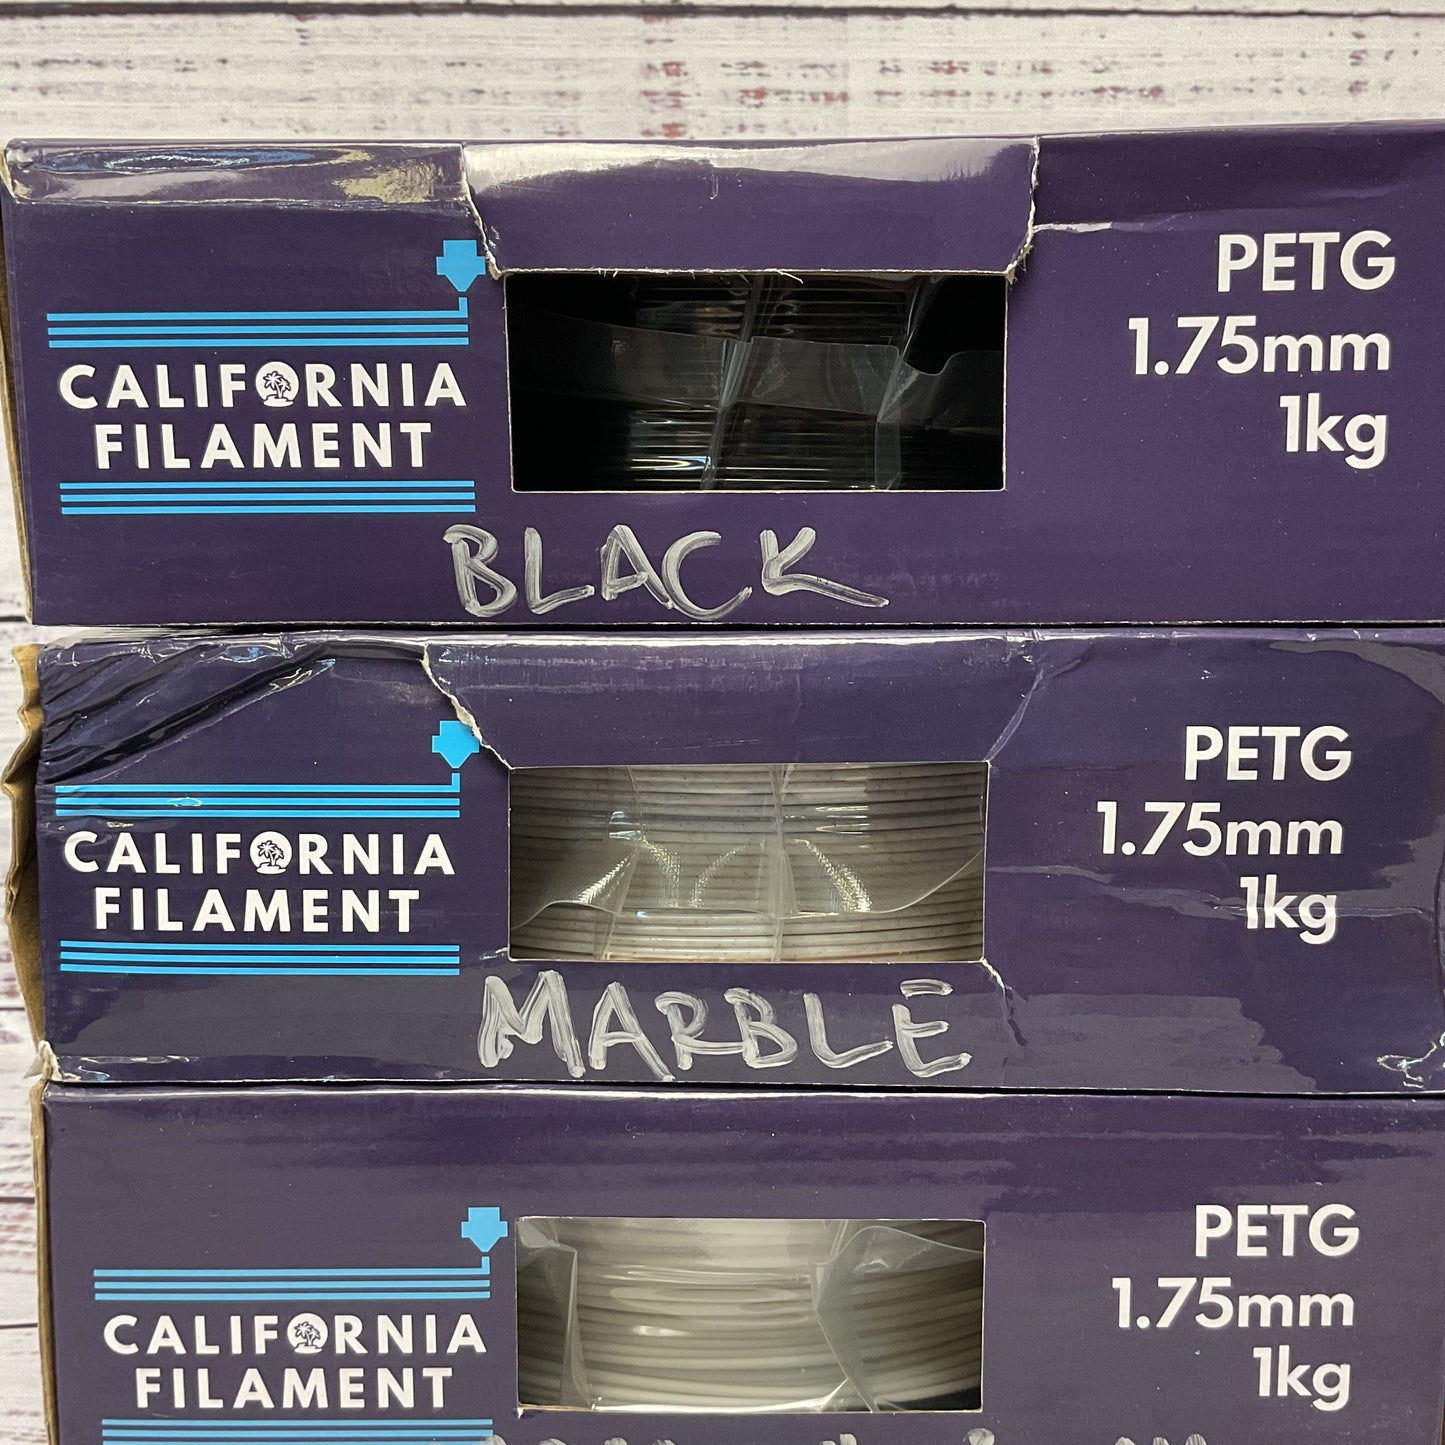 CALIFORNIA
FILAMENT
PETG
1.75mm
1kg
BLACK
CALIFORNIA
FILAMENT
PETG
1.75mm
1kg
MARBLE
CALIFORNIA
FILAMENT
PETG
1.75mm
1kg